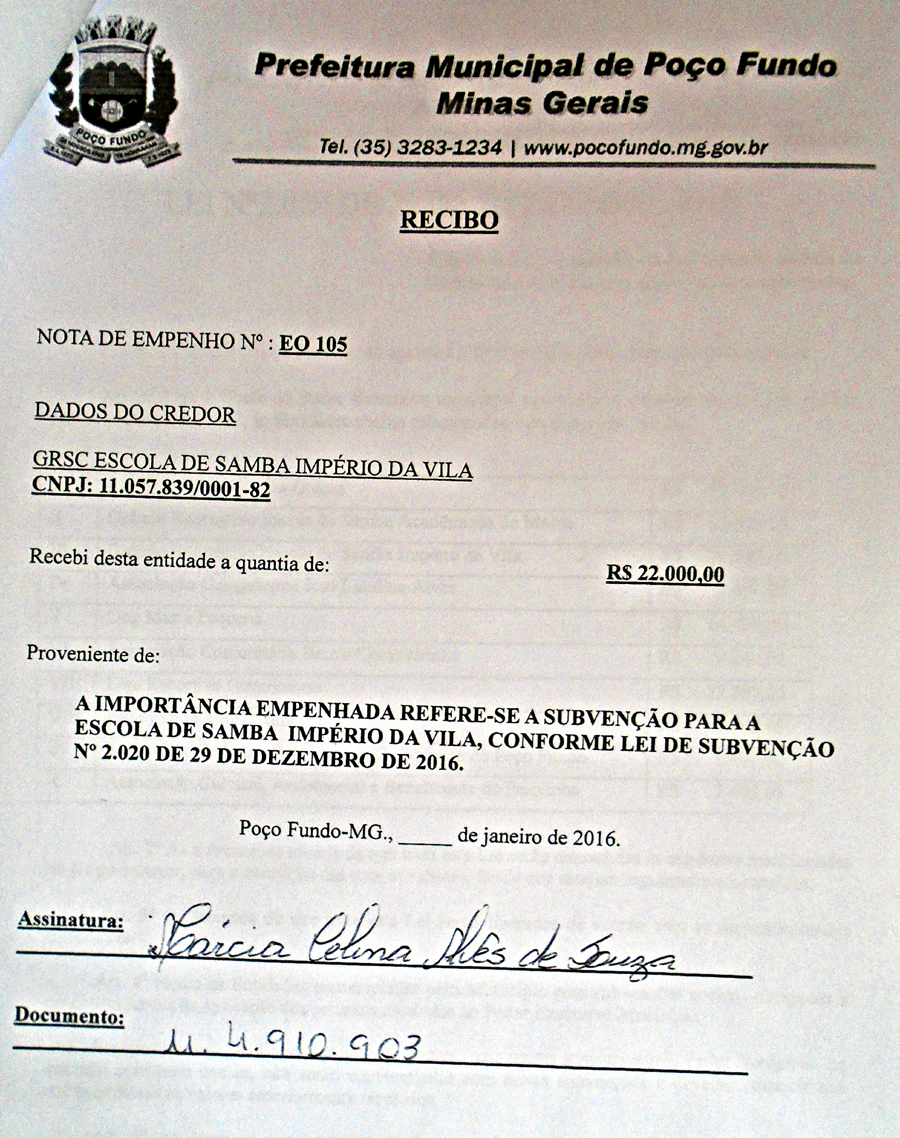 POÇO FUNDO
Prefeitura Municipal de Poço Fundo
Minas Gerais
Tel. (35) 3283-1234 | www.pocofundo.mg.gov.br
RECIBO
NOTA DE EMPENHO Nº : EO 105
DADOS DO CREDOR
GRSC ESCOLA DE SAMBA IMPÉRIO DA VILA
CNPJ: 11.057.839/0001-82
Recebi desta entidade a quantia de: R$ 22.000,00
Proveniente de:
A IMPORTÂNCIA EMPENHADA REFERE-SE A SUBVENÇÃO PARA A
ESCOLA DE SAMBA IMPÉRIO DA VILA, CONFORME LEI DE SUBVENÇÃO
Nº 2.020 DE 29 DE DEZEMBRO DE 2016.
Poço Fundo-MG., _____ de janeiro de 2016.
Assinatura: Marcia Celina Alves de Souza
Documento: M. 4.910.903